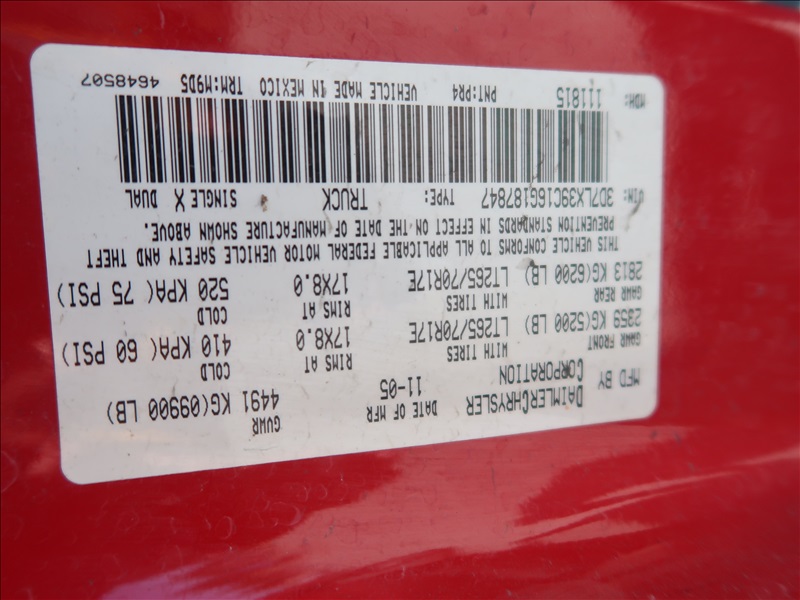 MFD BY DAIMLERCHRYSLER CORPORATION DATE OF MFR 11-05 GVWR 4491 KG(09900 LB)
GAWR FRONT WITH TIRES RIMS AT COLD
2359 KG(5200 LB) LT265/70R17E 17X8.0 410 KPA( 60 PSI)
GAWR REAR WITH TIRES RIMS AT COLD
2813 KG(6200 LB) LT265/70R17E 17X8.0 520 KPA( 75 PSI)
THIS VEHICLE CONFORMS TO ALL APPLICABLE FEDERAL MOTOR VEHICLE SAFETY AND THEFT
PREVENTION STANDARDS IN EFFECT ON THE DATE OF MANUFACTURE SHOWN ABOVE.
VIN: 3D7LX39C16G187847 TYPE: TRUCK SINGLE X DUAL
MDH: 111815 PNT:PR4 VEHICLE MADE IN MEXICO TRM:M9D5 4648507